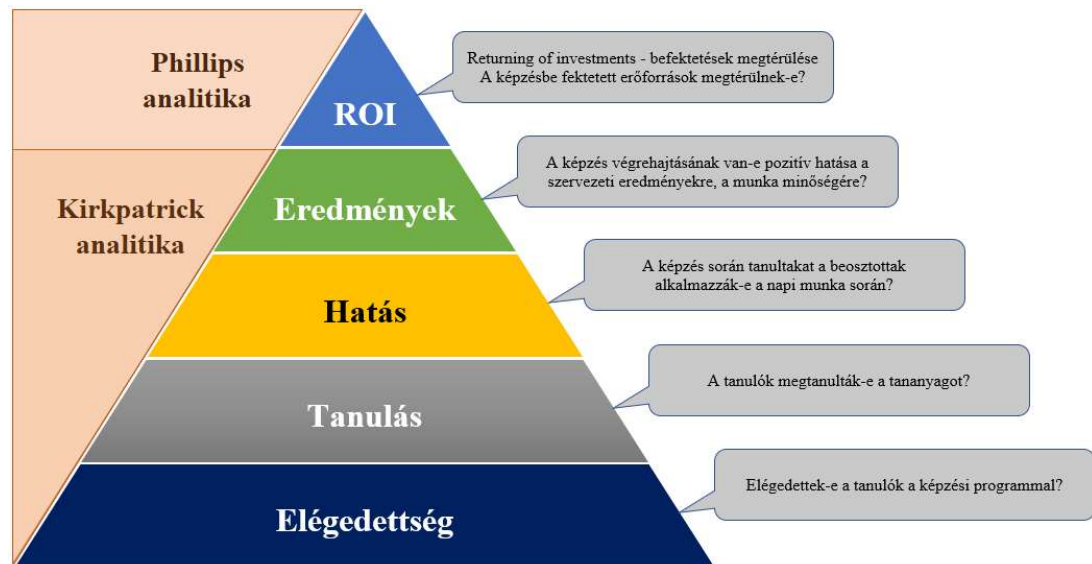 Phillips
analitika
Returning of investments - befektetések megtérülése
A képzésbe fektetett erőforrások megtérülnek-e?
ROI
A képzés végrehajtásának van-e pozitív hatása a
szervezeti eredményekre, a munka minőségére?
Kirkpatrick
analitika
Eredmények
A képzés során tanultakat a beosztottak
alkalmazzák-e a napi munka során?
Hatás
A tanulók megtanulták-e a tananyagot?
Tanulás
Elégedettek-e a tanulók a képzési programmal?
Elégedettség